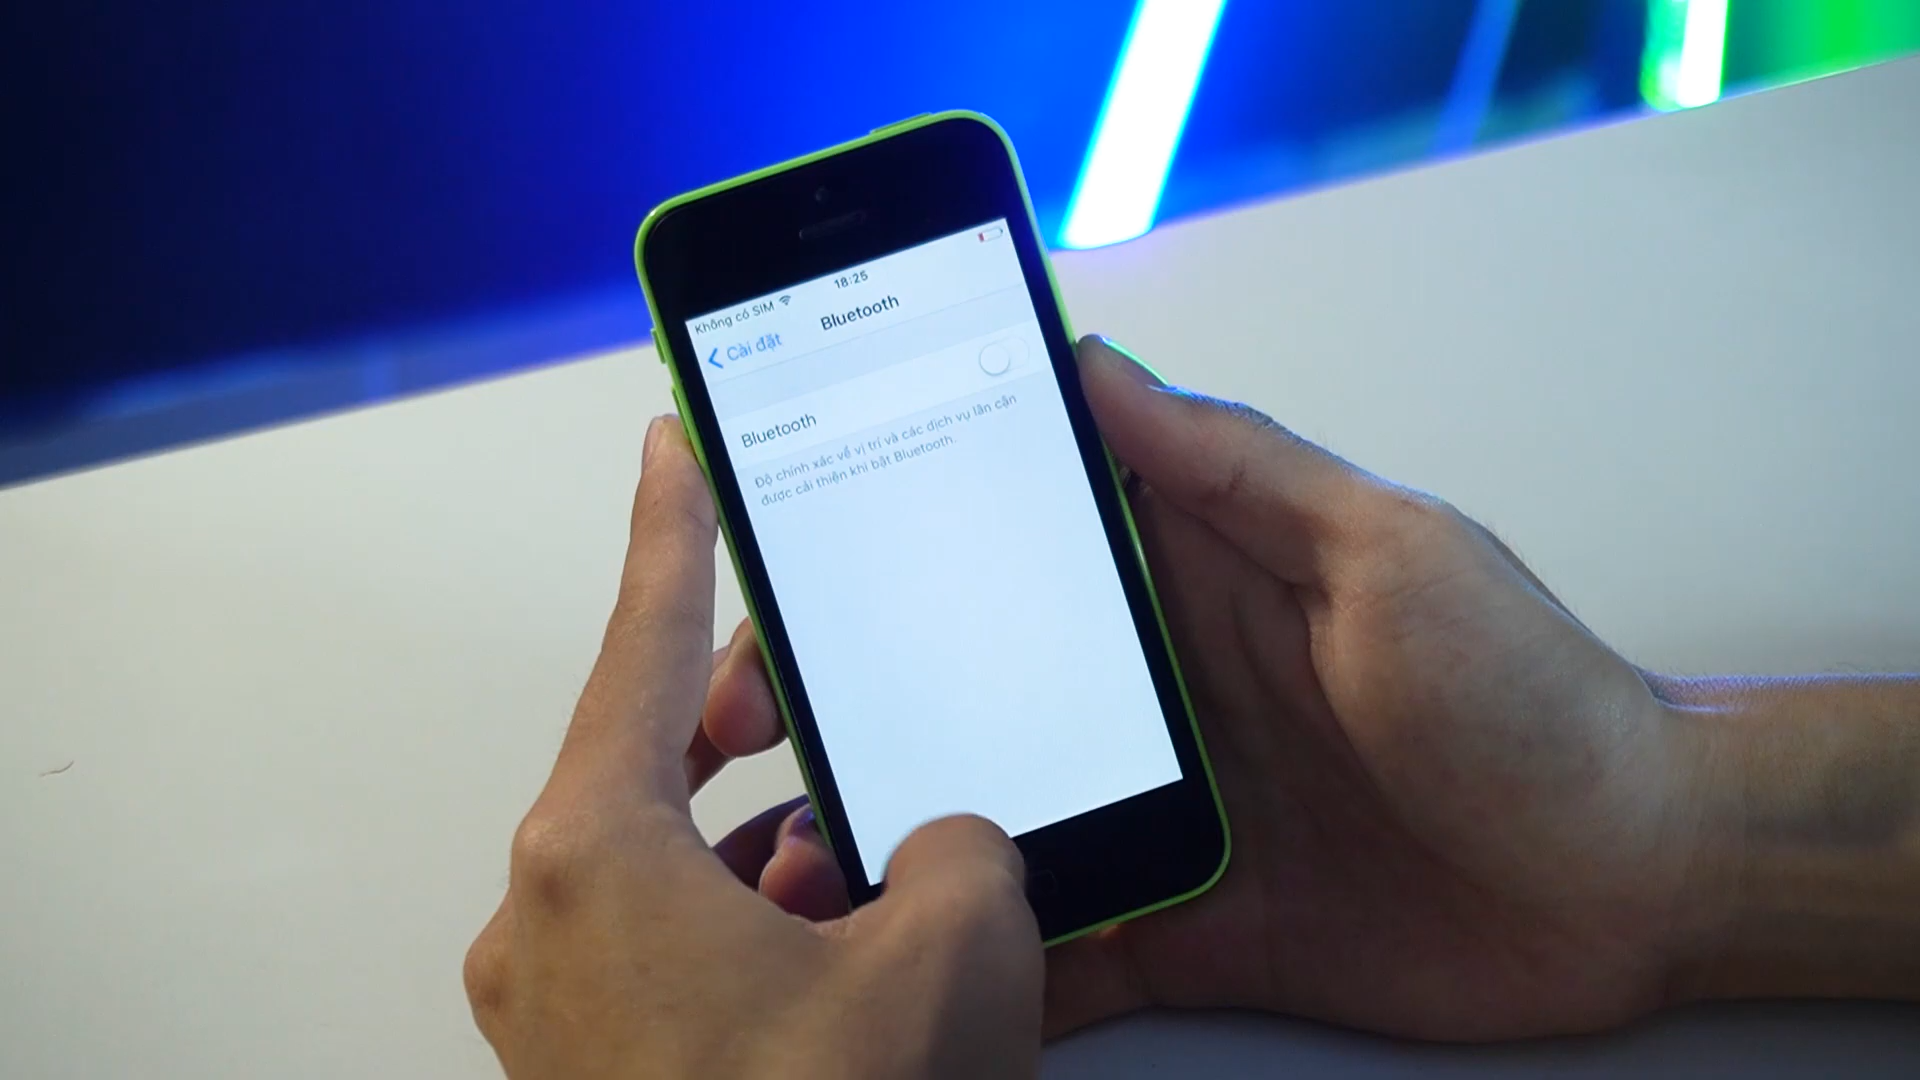 Không có SIM 18:25
Cài đặt Bluetooth
Bluetooth
Độ chính xác về vị trí và các dịch vụ lân cận
được cải thiện khi bật Bluetooth.